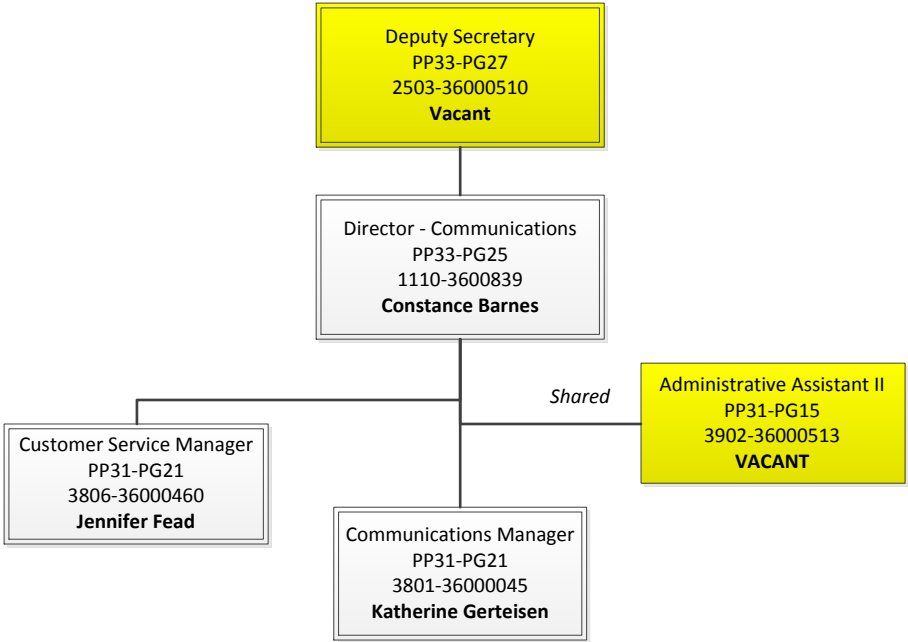 Deputy Secretary
PP33-PG27
2503-36000510
Vacant
Director - Communications
PP33-PG25
1110-3600839
Constance Barnes
Shared
Administrative Assistant II
PP31-PG15
3902-36000513
VACANT
Customer Service Manager
PP31-PG21
3806-36000460
Jennifer Fead
Communications Manager
PP31-PG21
3801-36000045
Katherine Gerteisen